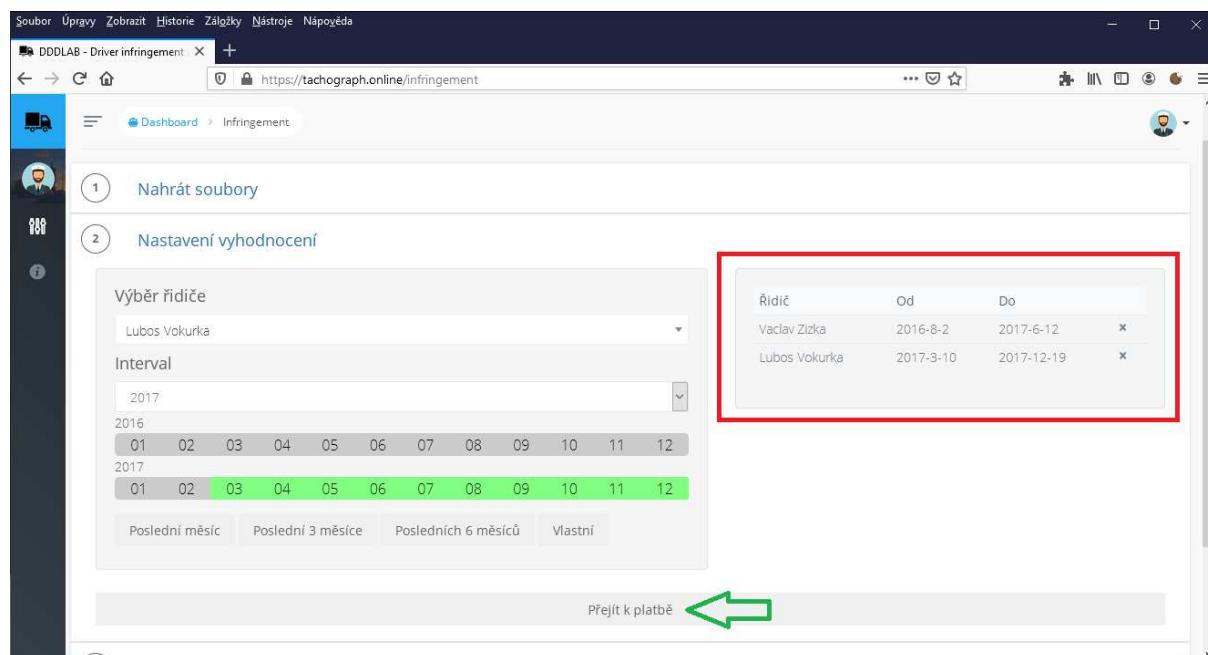 Soubor Úpravy Zobrazit Historie Záložky Nástroje Nápověda
DDDLAB - Driver infringement
https://tachograph.online/infringement
Dashboard > Infringement
1 Nahrát soubory
2 Nastavení vyhodnocení
Výběr řidiče
Lubos Vokurka
Interval
2017
2016
01 02 03 04 05 06 07 08 09 10 11 12
2017
01 02 03 04 05 06 07 08 09 10 11 12
Poslední měsíc Poslední 3 měsíce Posledních 6 měsíců Vlastní
Řidič Od Do
Vaclav Zizka 2016-8-2 2017-6-12 ×
Lubos Vokurka 2017-3-10 2017-12-19 ×
Přejít k platbě